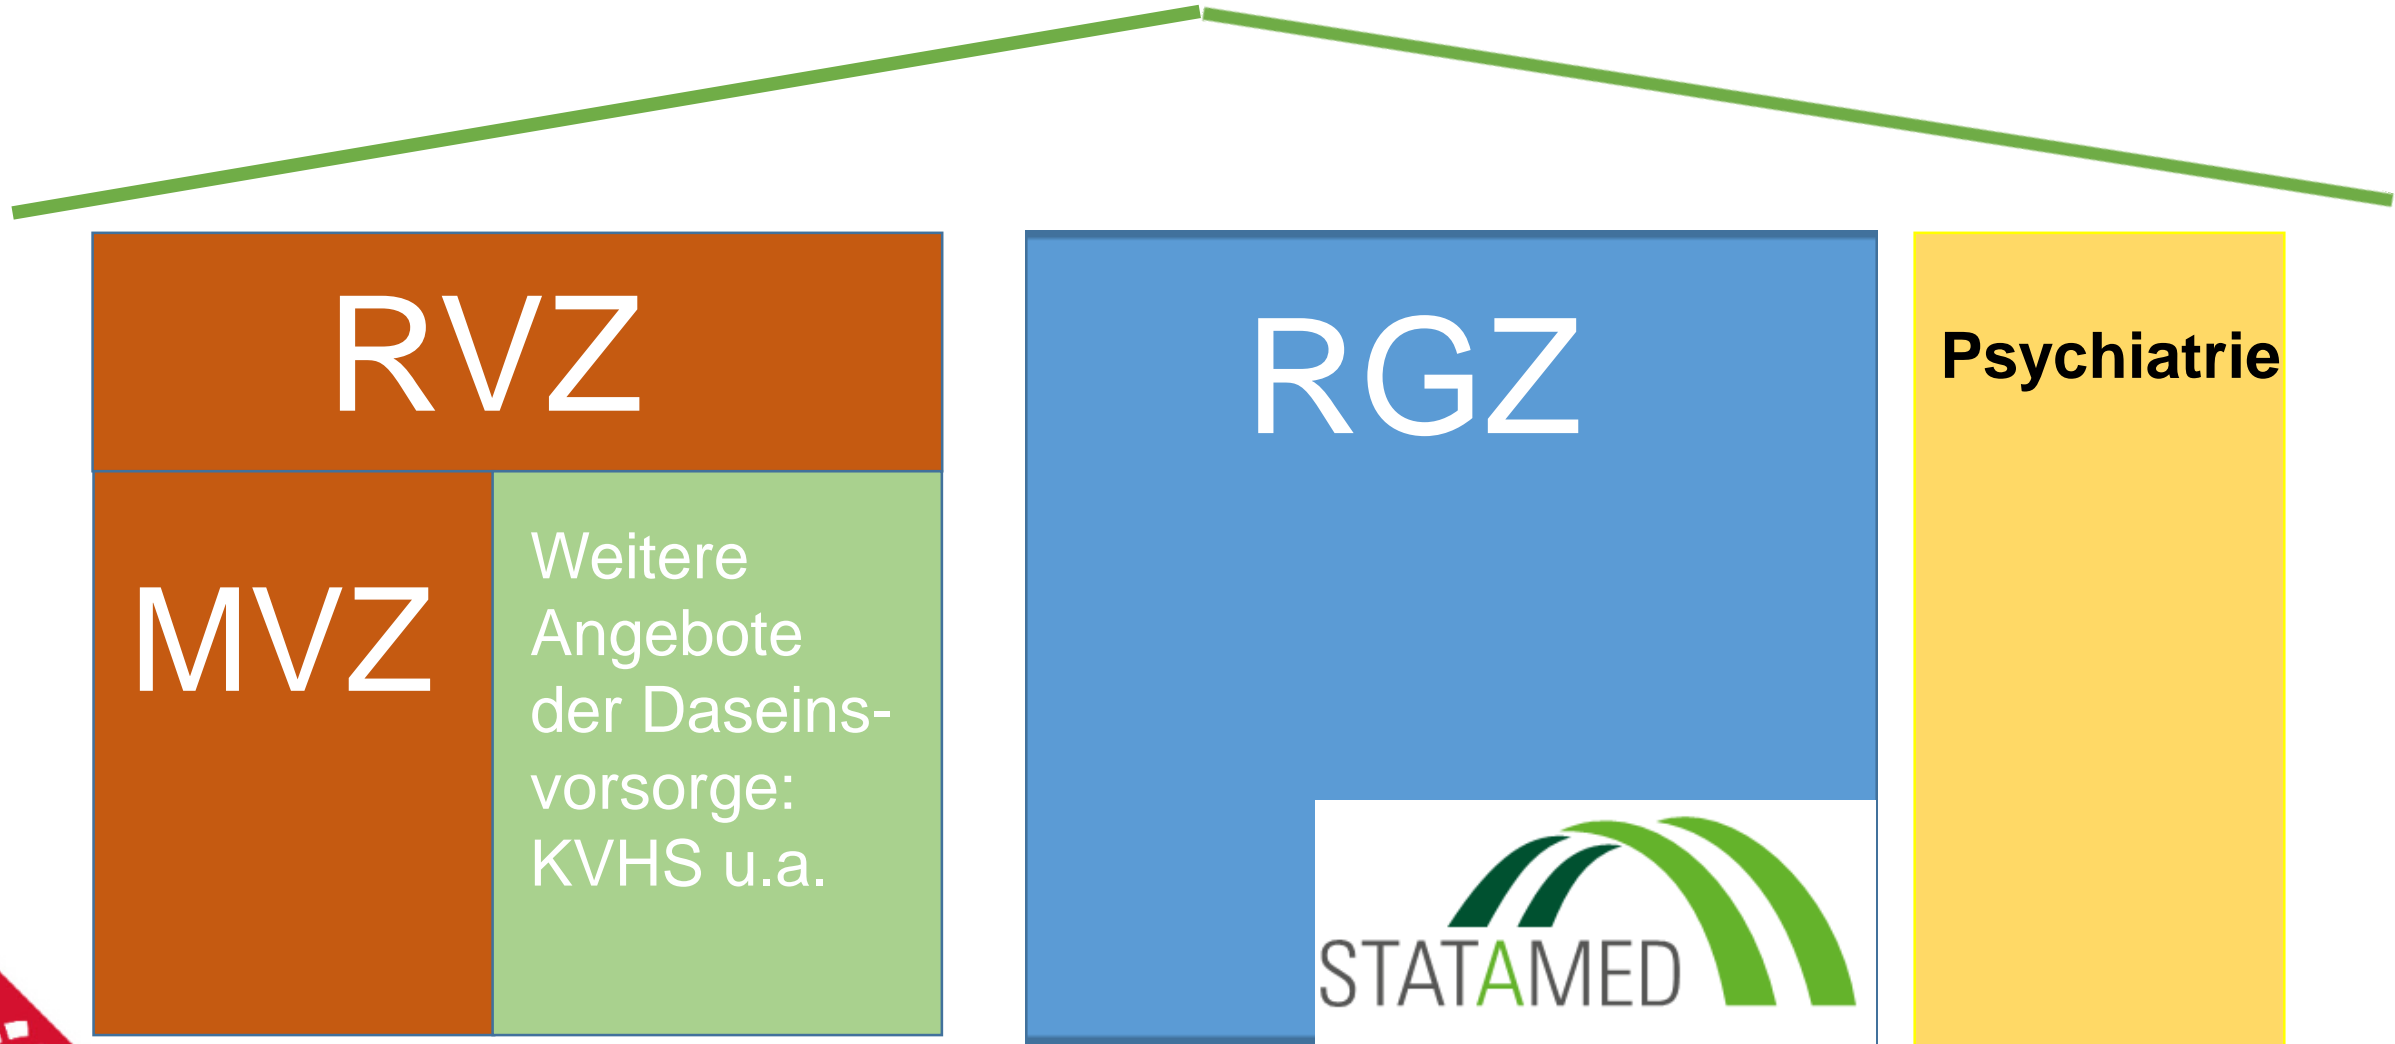 RVZ
MVZ
Weitere
Angebote
der Daseins-
vorsorge:
KVHS u.a.
RGZ
STATAMED
Psychiatrie